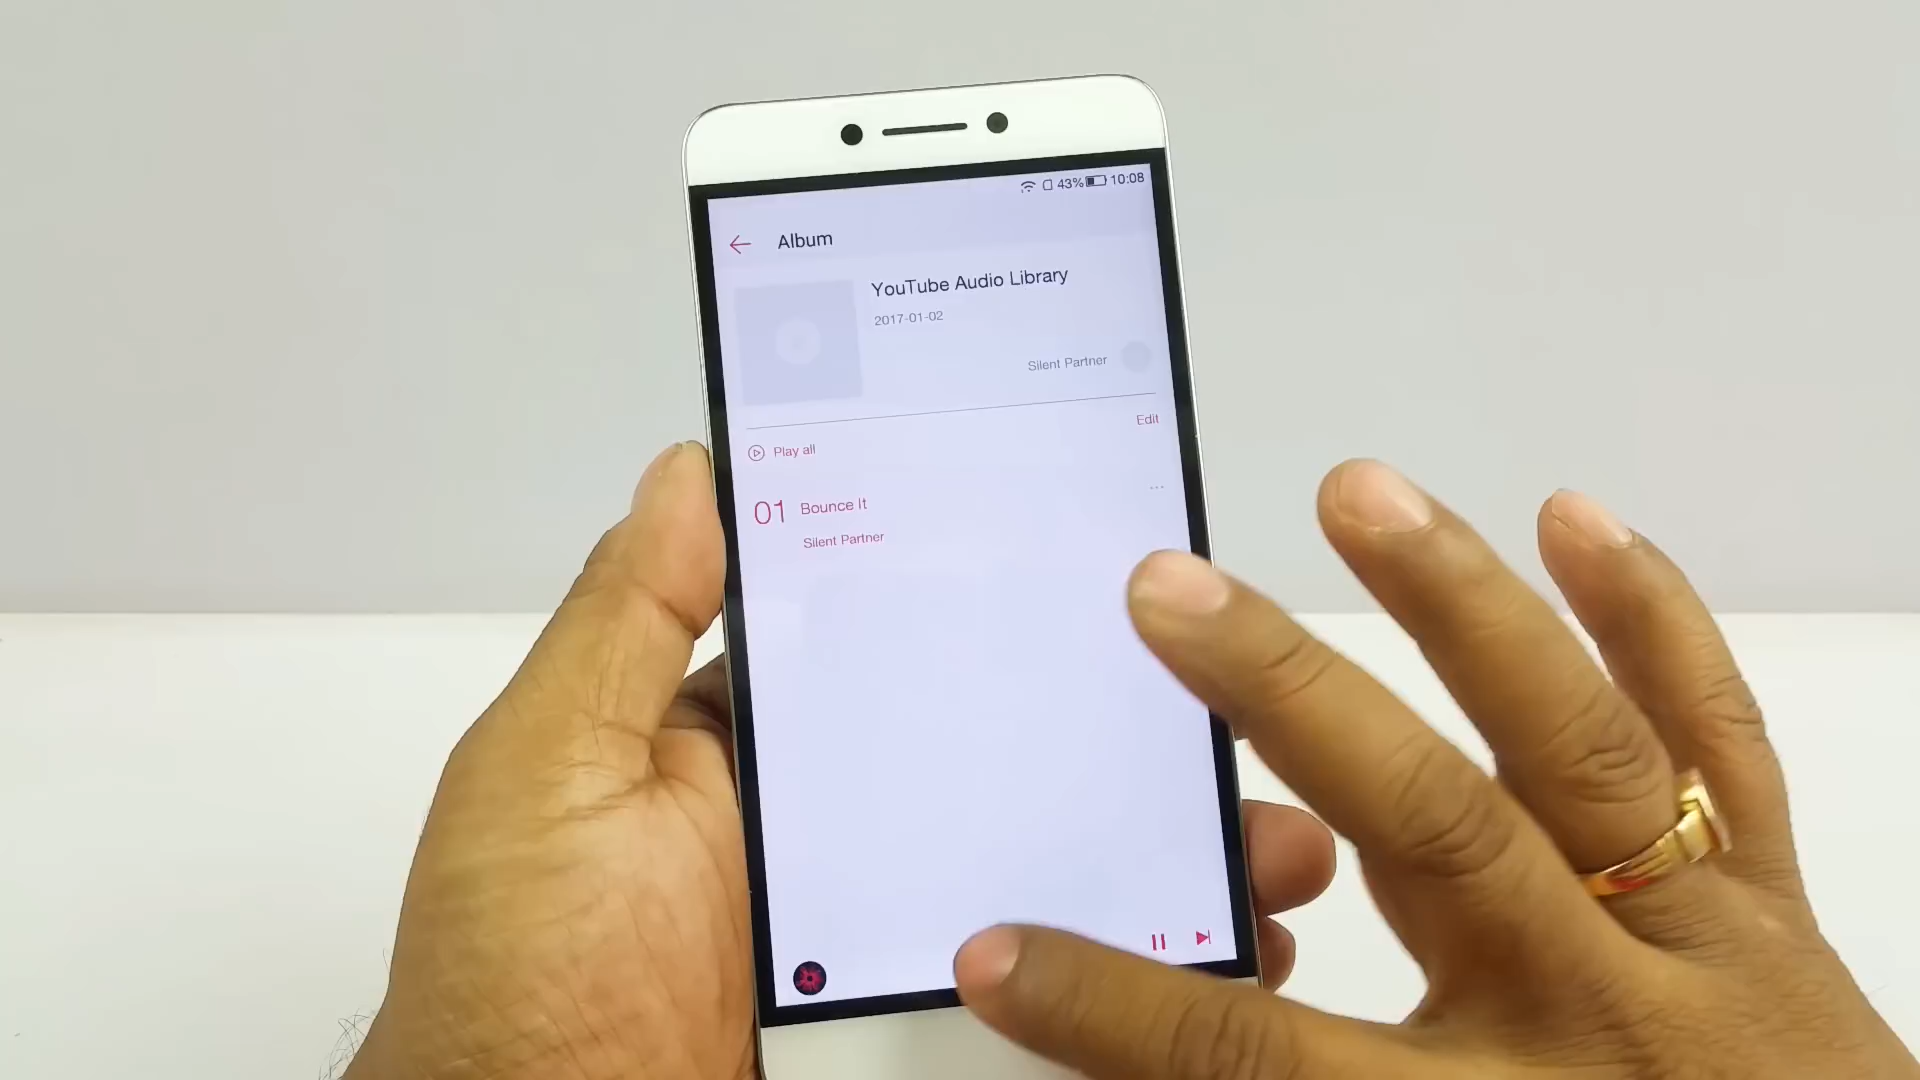 43% 10:08
Album
YouTube Audio Library
2017-01-02
Silent Partner
Edit
Play all
01 Bounce It
Silent Partner